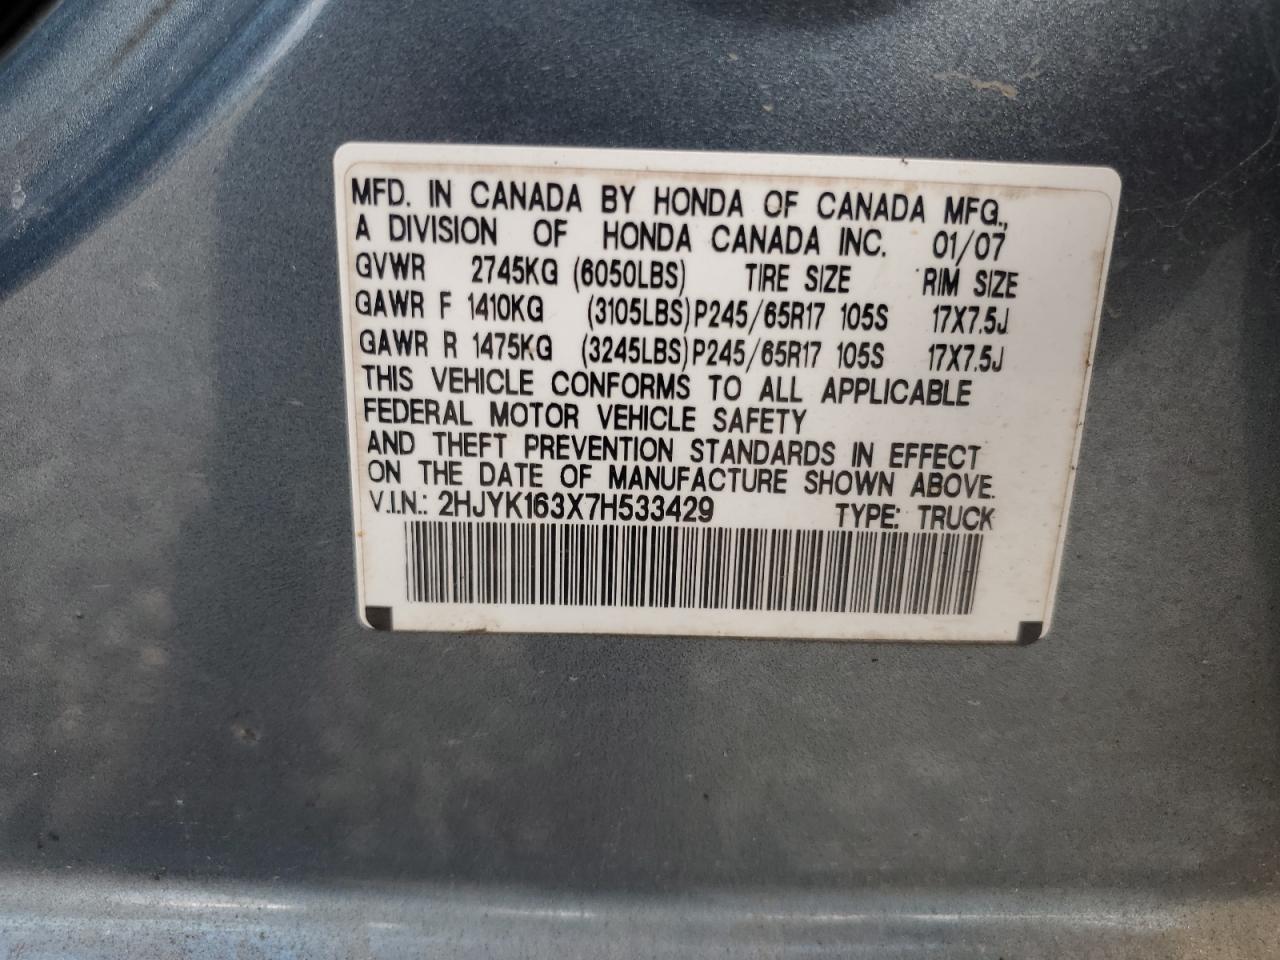 MFD. IN CANADA BY HONDA OF CANADA MFG.,
A DIVISION OF HONDA CANADA INC. 01/07
GVWR 2745KG (6050LBS) TIRE SIZE RIM SIZE
GAWR F 1410KG (3105LBS) P245/65R17 105S 17X7.5J
GAWR R 1475KG (3245LBS) P245/65R17 105S 17X7.5J
THIS VEHICLE CONFORMS TO ALL APPLICABLE
FEDERAL MOTOR VEHICLE SAFETY
AND THEFT PREVENTION STANDARDS IN EFFECT
ON THE DATE OF MANUFACTURE SHOWN ABOVE.
V.I.N.: 2HJYK163X7H533429 TYPE: TRUCK